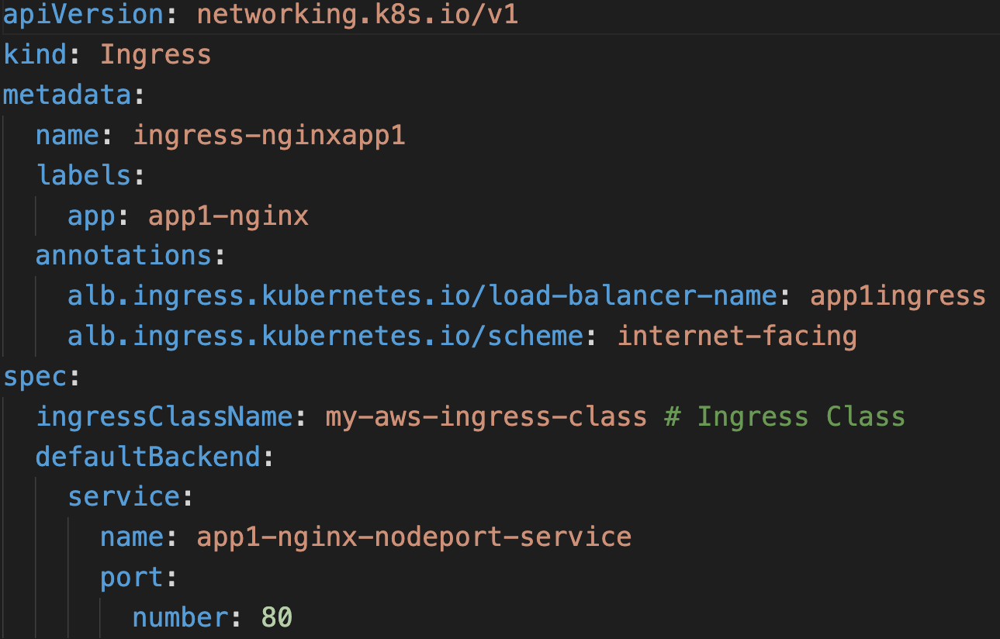 apiVersion: networking.k8s.io/v1
kind: Ingress
metadata:
  name: ingress-nginxapp1
  labels:
    app: app1-nginx
  annotations:
    alb.ingress.kubernetes.io/load-balancer-name: app1ingress
    alb.ingress.kubernetes.io/scheme: internet-facing
spec:
  ingressClassName: my-aws-ingress-class # Ingress Class
  defaultBackend:
    service:
      name: app1-nginx-nodeport-service
      port:
        number: 80